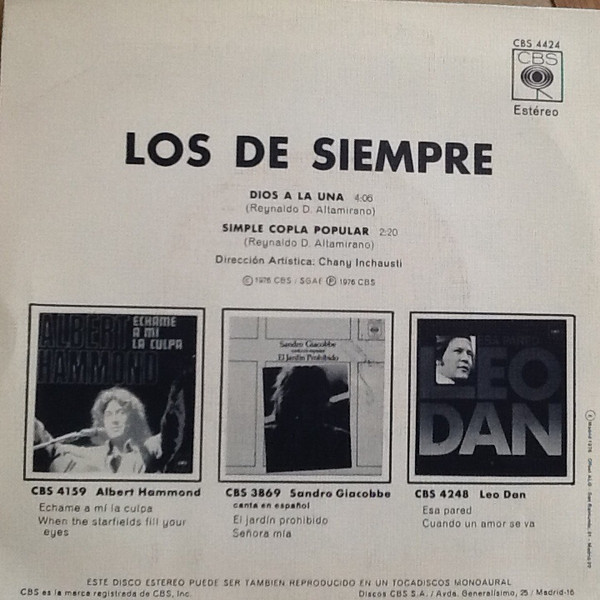 CBS 4424
CBS
Estéreo
LOS DE SIEMPRE
DIOS A LA UNA 4:06
(Reynaldo D. Altamirano)
SIMPLE COPLA POPULAR 2:20
(Reynaldo D. Altamirano)
Dirección Artística: Chany Inchausti
© 1976 CBS / SGAE ℗ 1976 CBS
ALBERT HAMMOND
ECHAME
A MI
LA CULPA
Sandro Giacobbe
El Jardín Prohibido
LEO
DAN
CBS 4159 Albert Hammond
Echame a mí la culpa
When the starfields fill your
eyes
CBS 3869 Sandro Giacobbe
canta en español
El jardín prohibido
Señora mía
CBS 4248 Leo Dan
Esa pared
Cuando un amor se va
ESTE DISCO ESTEREO PUEDE SER TAMBIEN REPRODUCIDO EN UN TOCADISCOS MONOAURAL
CBS es la marca registrada de CBS, Inc.
Discos CBS S.A. / Avda. Generalísimo, 25 / Madrid-16